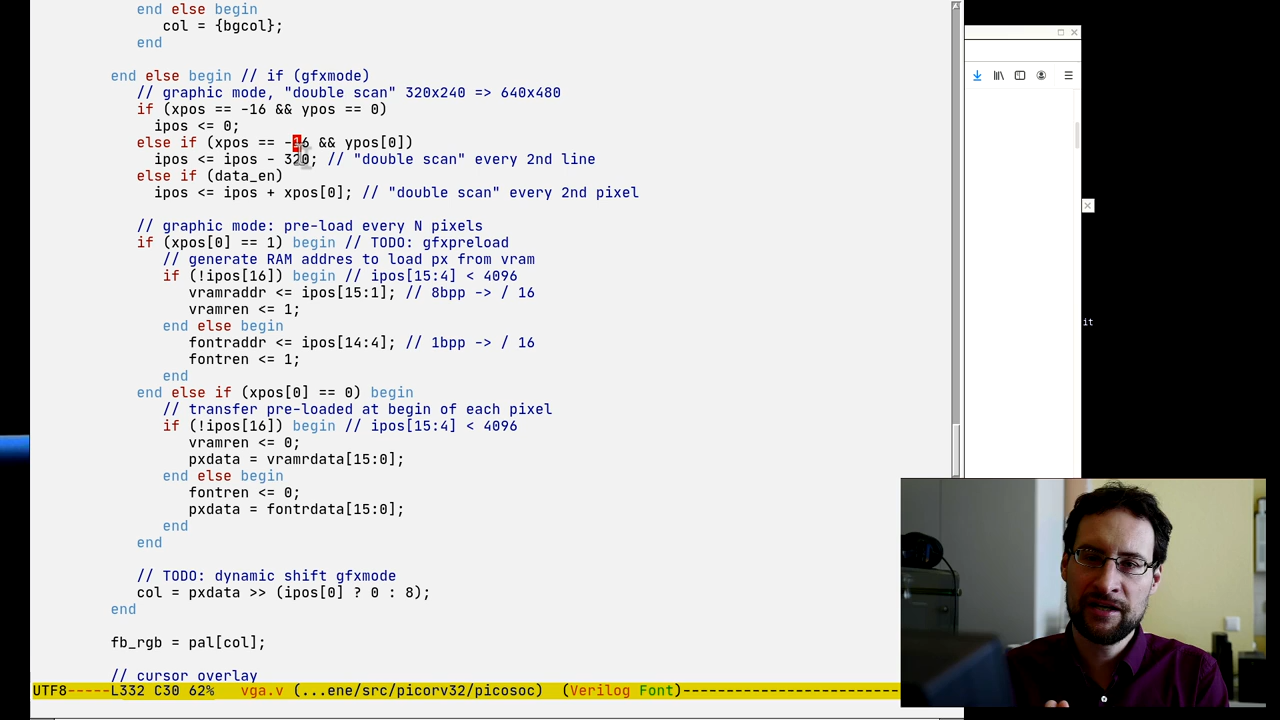 end else begin
col = {bgcol};
end
end else begin // if (gfxmode)
// graphic mode, "double scan" 320x240 => 640x480
if (xpos == -16 && ypos == 0)
ipos <= 0;
else if (xpos == -16 && ypos[0])
ipos <= ipos - 320; // "double scan" every 2nd line
else if (data_en)
ipos <= ipos + xpos[0]; // "double scan" every 2nd pixel
// graphic mode: pre-load every N pixels
if (xpos[0] == 1) begin // TODO: gfxpreload
// generate RAM addres to load px from vram
if (!ipos[16]) begin // ipos[15:4] < 4096
vramraddr <= ipos[15:1]; // 8bpp -> / 16
vramren <= 1;
end else begin
fontraddr <= ipos[14:4]; // 1bpp -> / 16
fontren <= 1;
end
end else if (xpos[0] == 0) begin
// transfer pre-loaded at begin of each pixel
if (!ipos[16]) begin // ipos[15:4] < 4096
vramren <= 0;
pxdata = vramrdata[15:0];
end else begin
fontren <= 0;
pxdata = fontrdata[15:0];
end
end
// TODO: dynamic shift gfxmode
col = pxdata >> (ipos[0] ? 0 : 8);
end
fb_rgb = pal[col];
// cursor overlay
UTF8-----L332 C30 62% vga.v (...ene/src/picorv32/picosoc) (Verilog Font)-------------------------
it